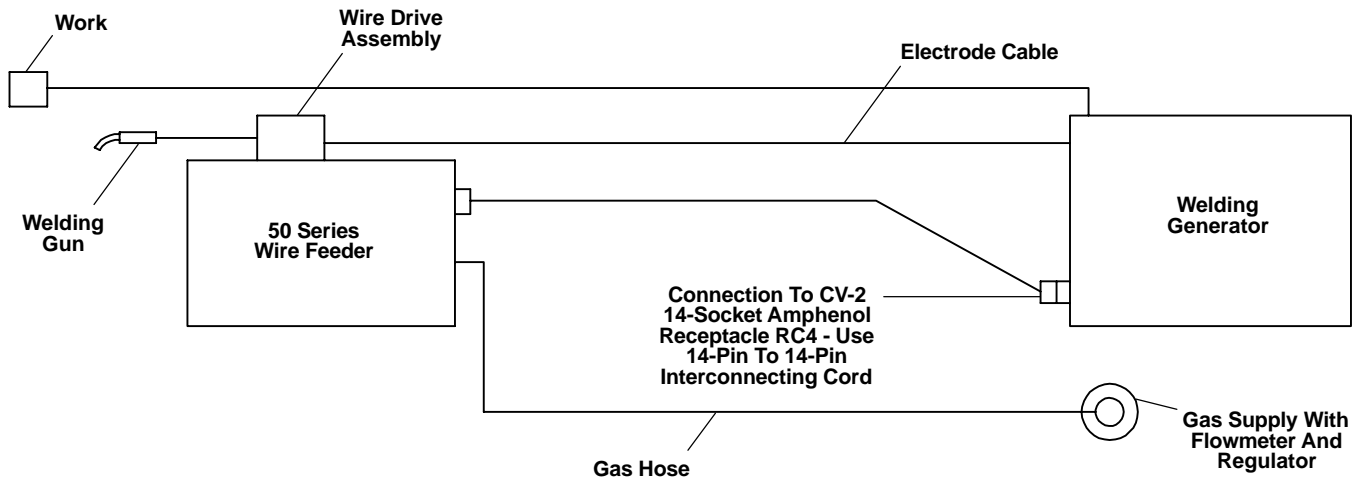 Work
Wire Drive
Assembly
Electrode Cable
Welding
Gun
50 Series
Wire Feeder
Welding
Generator
Connection To CV-2
14-Socket Amphenol
Receptacle RC4 - Use
14-Pin To 14-Pin
Interconnecting Cord
Gas Hose
Gas Supply With
Flowmeter And
Regulator